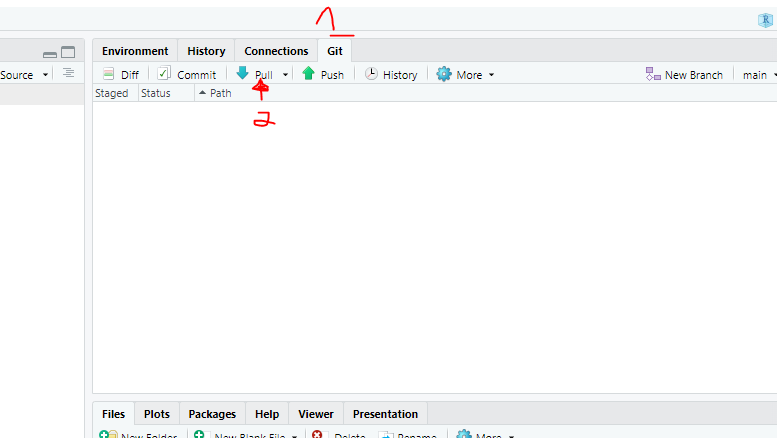 1
R
Environment History Connections Git
Source Diff Commit Pull Push History More New Branch main
Staged Status Path
2
Files Plots Packages Help Viewer Presentation
New Folder New Blank File Delete Rename More